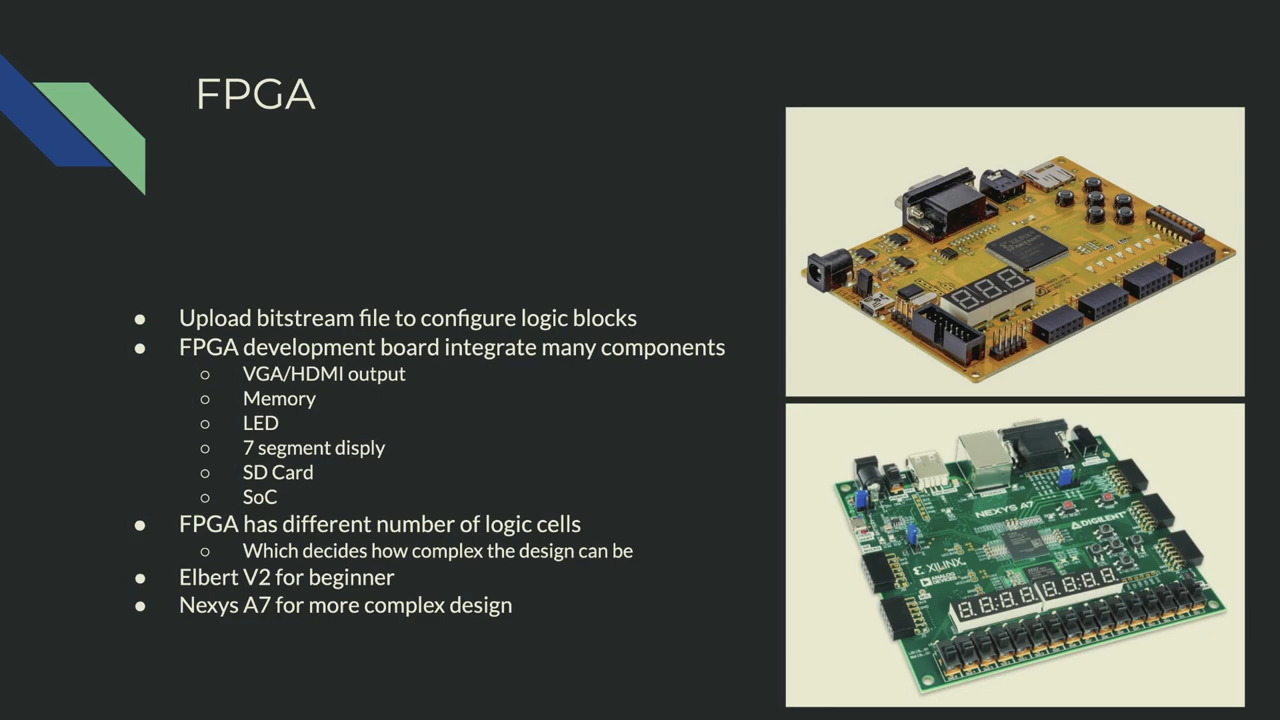 FPGA
● Upload bitstream file to configure logic blocks
● FPGA development board integrate many components
○ VGA/HDMI output
○ Memory
○ LED
○ 7 segment disply
○ SD Card
○ SoC
● FPGA has different number of logic cells
○ Which decides how complex the design can be
● Elbert V2 for beginner
● Nexys A7 for more complex design
NEXYS A7
DIGILENT
XILINX
ANALOG
DEVICES